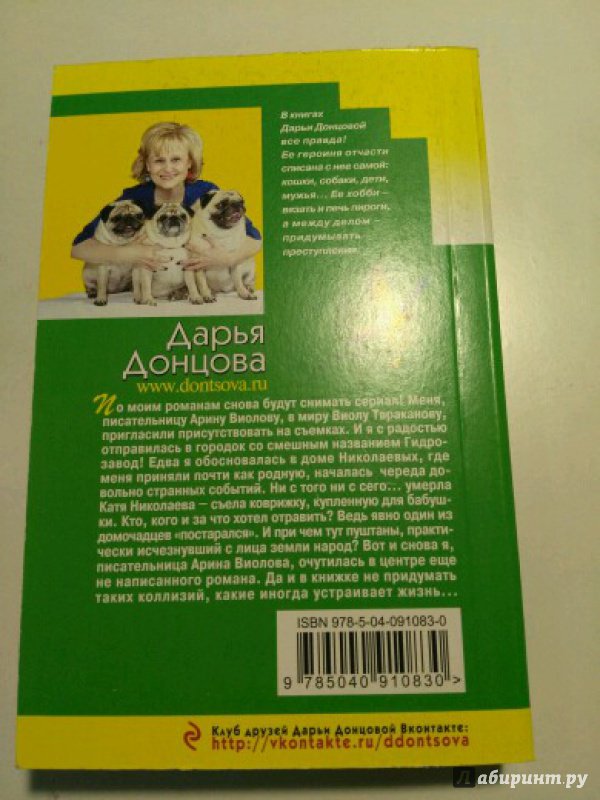 В книгах
Дарьи Донцовой
все правда!
Ее героиня отчасти
списана с нее самой:
кошки, собаки, дети,
мужья... Ее хобби –
вязать и печь пироги,
а между делом –
придумывать
преступления.
Дарья
Донцова
www.dontsova.ru
По моим романам снова будут снимать сериал! Меня,
писательницу Арину Виолову, в миру Виолу Тараканову,
пригласили присутствовать на съемках. И я с радостью
отправилась в городок со смешным названием Гидро-
завод! Едва я обосновалась в доме Николаевых, где
меня приняли почти как родную, началась череда до-
вольно странных событий. Ни с того ни с сего... умерла
Катя Николаева – съела коврижку, купленную для бабуш-
ки. Кто, кого и за что хотел отравить? Ведь явно один из
домочадцев «постарался». И при чем тут пуштаны, практи-
чески исчезнувший с лица земли народ? Вот и снова я,
писательница Арина Виолова, очутилась в центре еще
не написанного романа. Да и в книжке не придумать
таких коллизий, какие иногда устраивает жизнь...
ISBN 978-5-04-091083-0
9 785040 910830 >
Клуб друзей Дарьи Донцовой Вконтакте:
http://vkontakte.ru/ddontsova
Лабиринт.ру